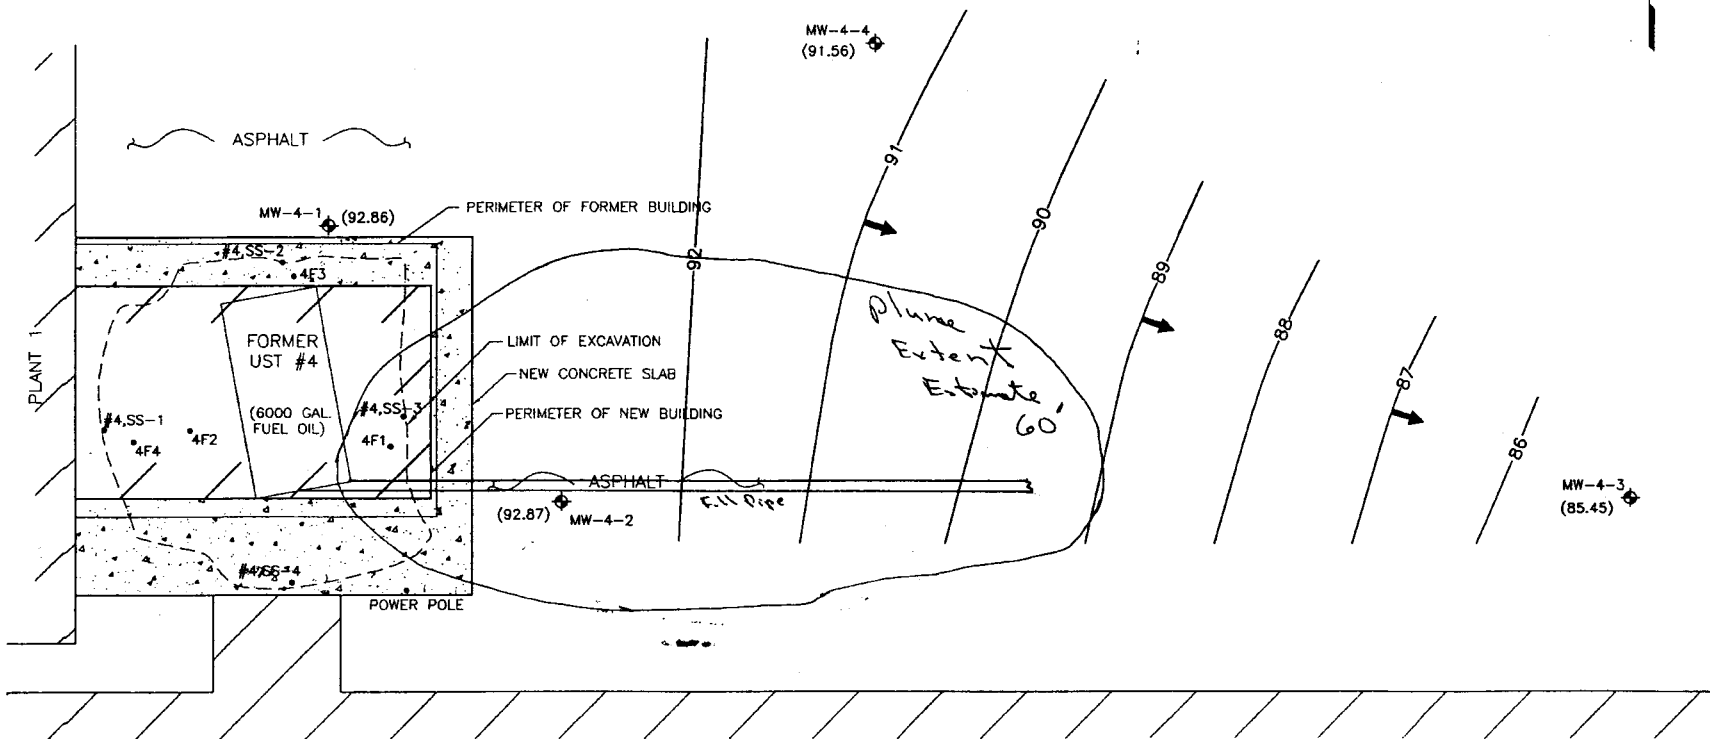 MW-4-4
(91.56)
ASPHALT
91
MW-4-1 (92.86)
PERIMETER OF FORMER BUILDING
90
#4,SS-2
4F3
92
89
Plume
Extent
Estimate
60'
88
PLANT 1
FORMER
UST #4
(6000 GAL.
FUEL OIL)
LIMIT OF EXCAVATION
NEW CONCRETE SLAB
PERIMETER OF NEW BUILDING
87
#4,SS-1
4F4
4F2
#4,SS-3
4F1
86
ASPHALT
Fill Pipe
(92.87) MW-4-2
MW-4-3
(85.45)
POWER POLE